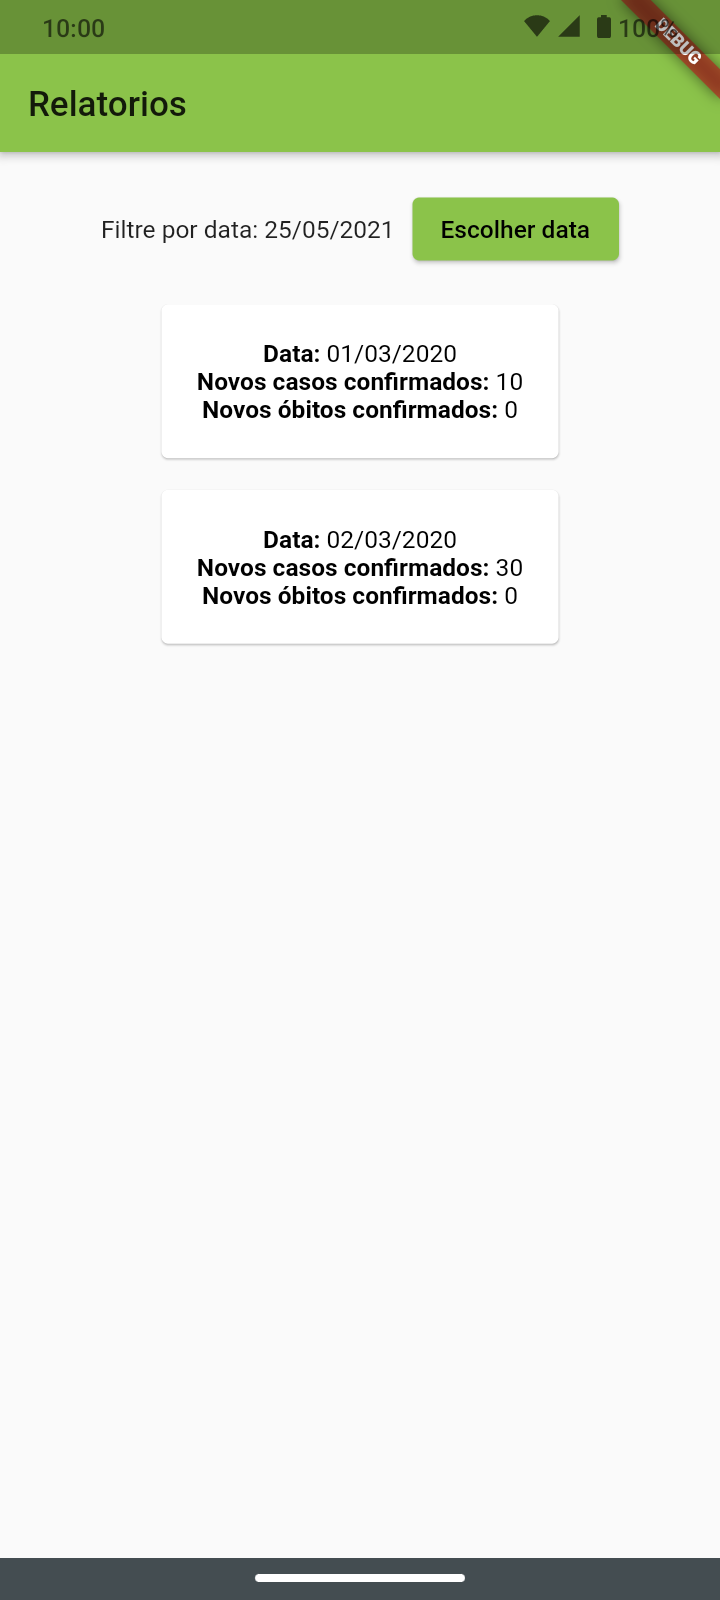 10:00
100%
DEBUG
Relatorios
Filtre por data: 25/05/2021
Escolher data
Data: 01/03/2020
Novos casos confirmados: 10
Novos óbitos confirmados: 0
Data: 02/03/2020
Novos casos confirmados: 30
Novos óbitos confirmados: 0